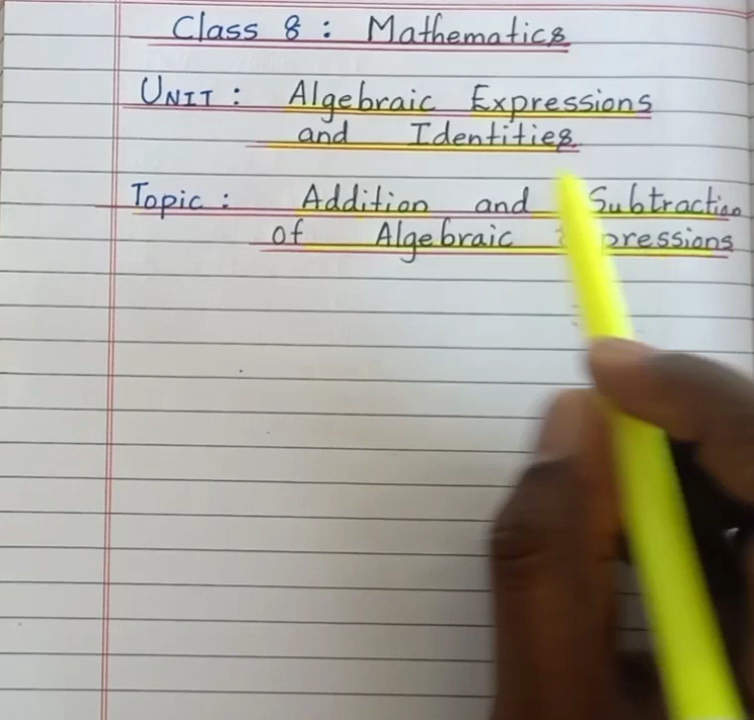 Class 8 : Mathematics
UNIT : Algebraic Expressions
and Identities
Topic : Addition and Subtraction
of Algebraic